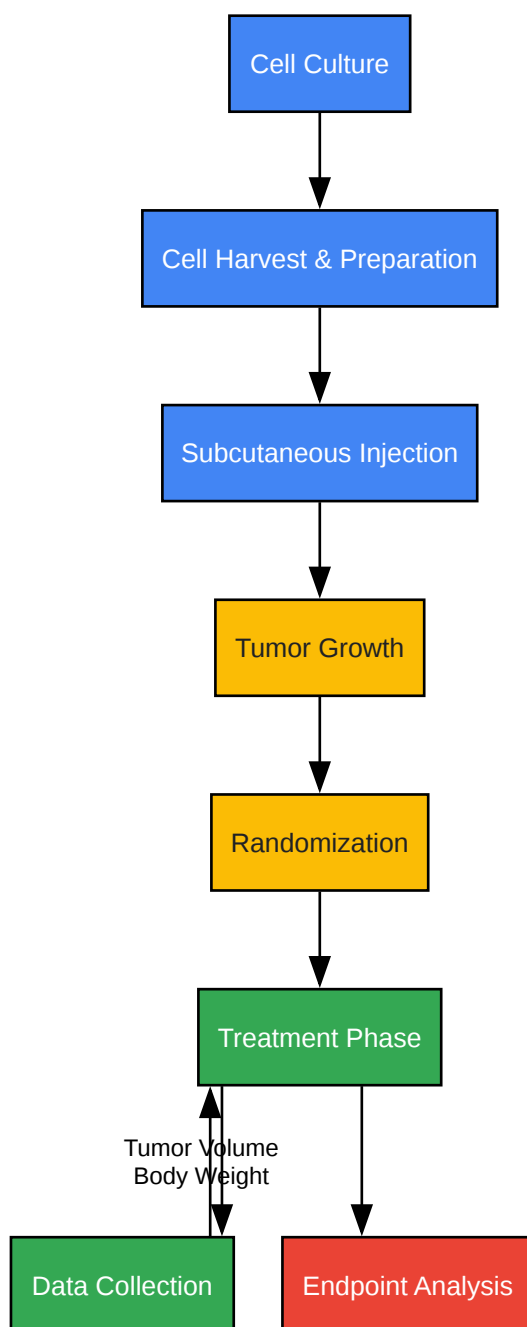 Cell Culture
Cell Harvest & Preparation
Subcutaneous Injection
Tumor Growth
Randomization
Treatment Phase
Tumor Volume
Body Weight
Data Collection
Endpoint Analysis